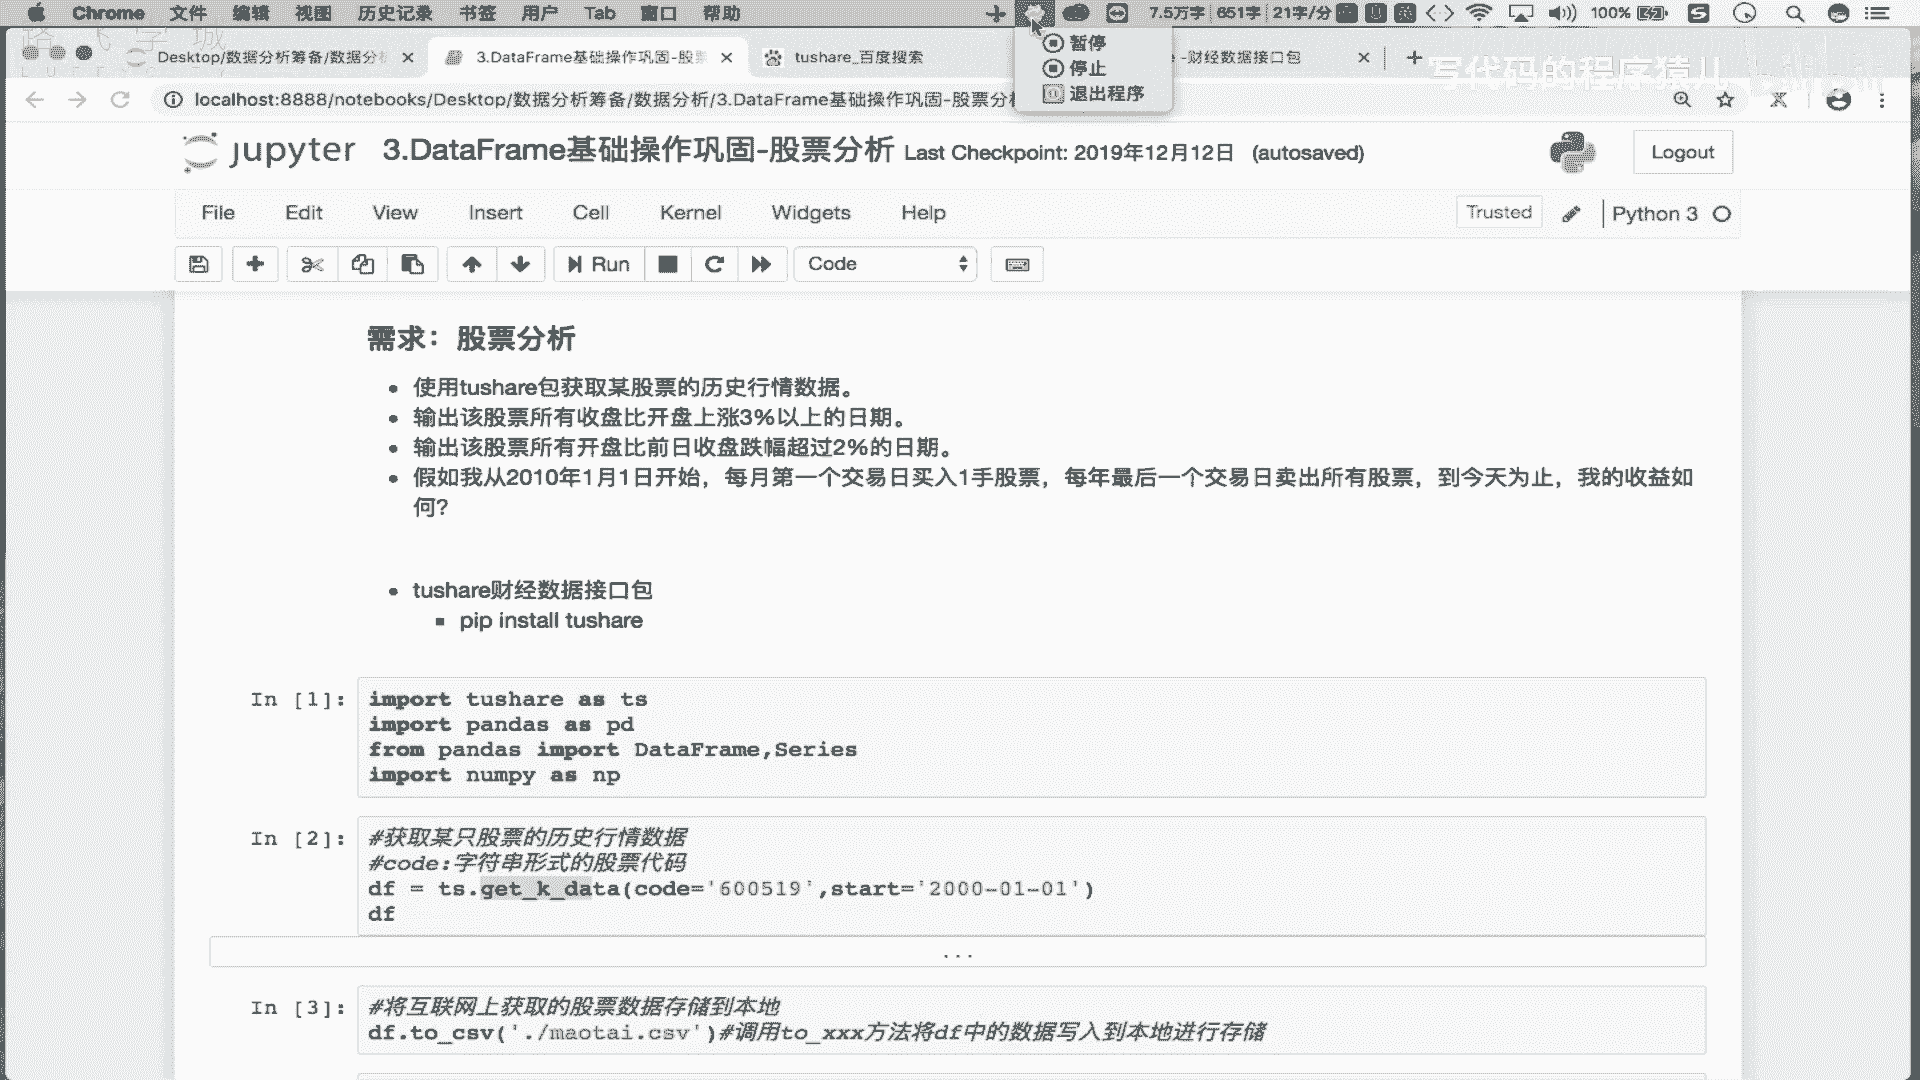 Chrome 文件 编辑 视图 历史记录 书签 用户 Tab 窗口 帮助 7.5万字 651字 21字/分 100%
暂停
停止
退出程序
路飞学城
Desktop/数据分析筹备/数据分析 3.DataFrame基础操作巩固-股票 tushare_百度搜索 -财经数据接口包
写代码的程序猿儿
localhost:8888/notebooks/Desktop/数据分析筹备/数据分析/3.DataFrame基础操作巩固-股票分析
jupyter 3.DataFrame基础操作巩固-股票分析 Last Checkpoint: 2019年12月12日 (autosaved) Logout
File Edit View Insert Cell Kernel Widgets Help Trusted Python 3
Run Code
需求：股票分析
使用tushare包获取某股票的历史行情数据。
输出该股票所有收盘比开盘上涨3%以上的日期。
输出该股票所有开盘比前日收盘跌幅超过2%的日期。
假如我从2010年1月1日开始，每月第一个交易日买入1手股票，每年最后一个交易日卖出所有股票，到今天为止，我的收益如
何?
tushare财经数据接口包
pip install tushare
In [1]: import tushare as ts
import pandas as pd
from pandas import DataFrame,Series
import numpy as np
In [2]: #获取某只股票的历史行情数据
#code:字符串形式的股票代码
df = ts.get_k_data(code='600519',start='2000-01-01')
df
...
In [3]: #将互联网上获取的股票数据存储到本地
df.to_csv('./maotai.csv')#调用to_xxx方法将df中的数据写入到本地进行存储